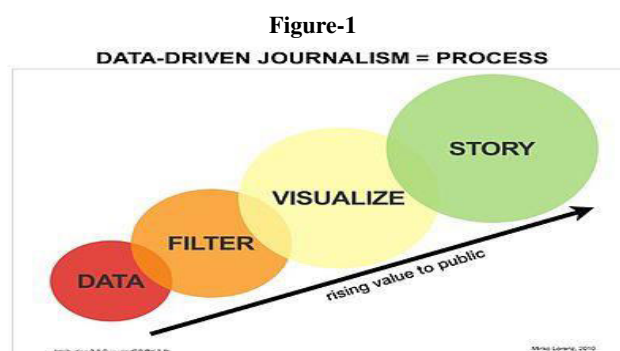 Figure-1
DATA-DRIVEN JOURNALISM = PROCESS
STORY
VISUALIZE
FILTER
DATA
rising value to public
Mirko Lorenz, 2010